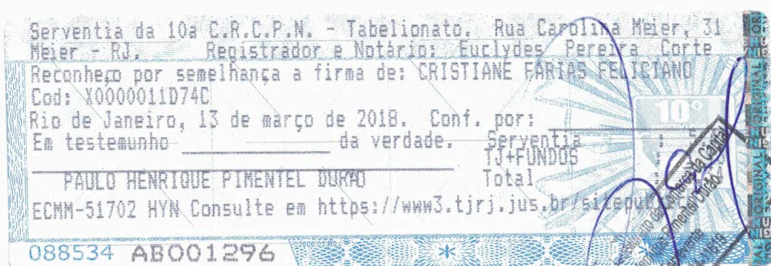 Serventia da 10a C.R.C.P.N. - Tabelionato. Rua Carolina Meier, 31
Meier - RJ. Registrador e Notário: Euclydes Pereira Corte
Reconheço por semelhança a firma de: CRISTIANE FARIAS FELICIANO
Cod: X0000011D74C
10º
Rio de Janeiro, 13 de março de 2018. Conf. por:
Em testemunho ____________ da verdade. Serventia :
TJ+FUNDOS :
PAULO HENRIQUE PIMENTEL DURÃO Total
ECMM-51702 HYN Consulte em https://www3.tjrj.jus.br/sitepubl
088534 AB001296